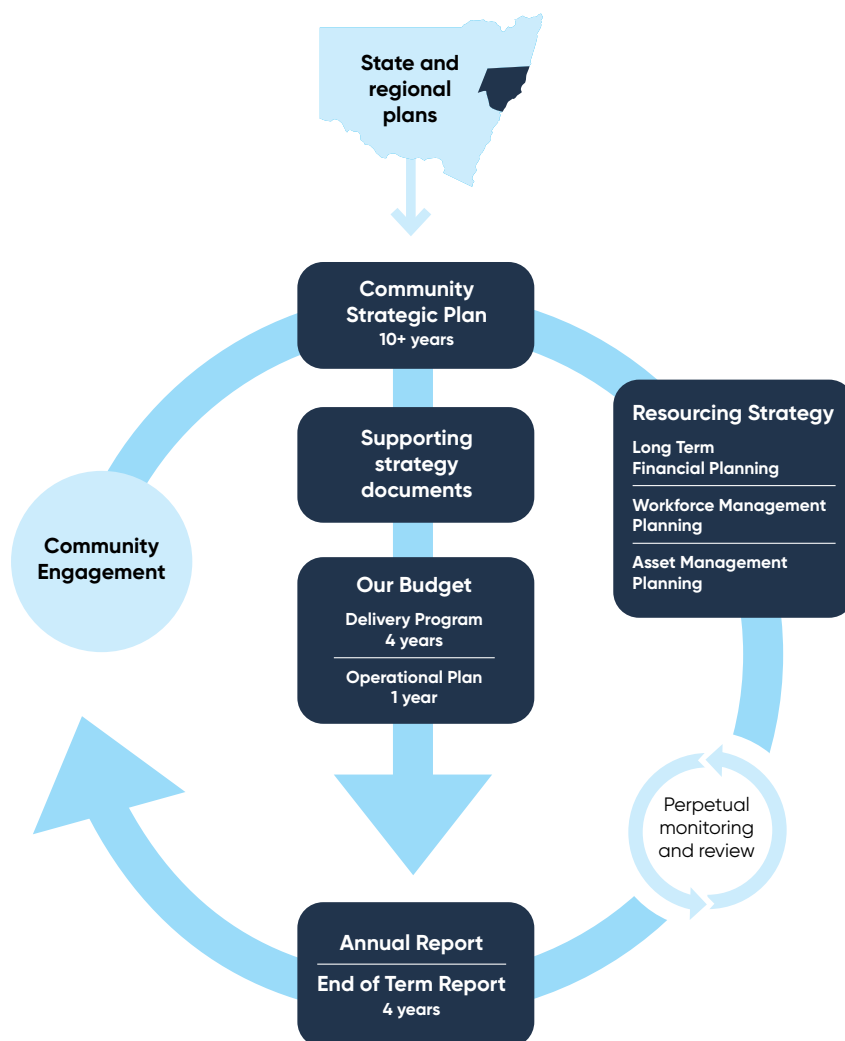 State and
regional
plans
Community
Strategic Plan
10+ years
Supporting
strategy
documents
Our Budget
Delivery Program
4 years
Operational Plan
1 year
Resourcing Strategy
Long Term
Financial Planning
Workforce Management
Planning
Asset Management
Planning
Community
Engagement
Perpetual
monitoring
and review
Annual Report
End of Term Report
4 years